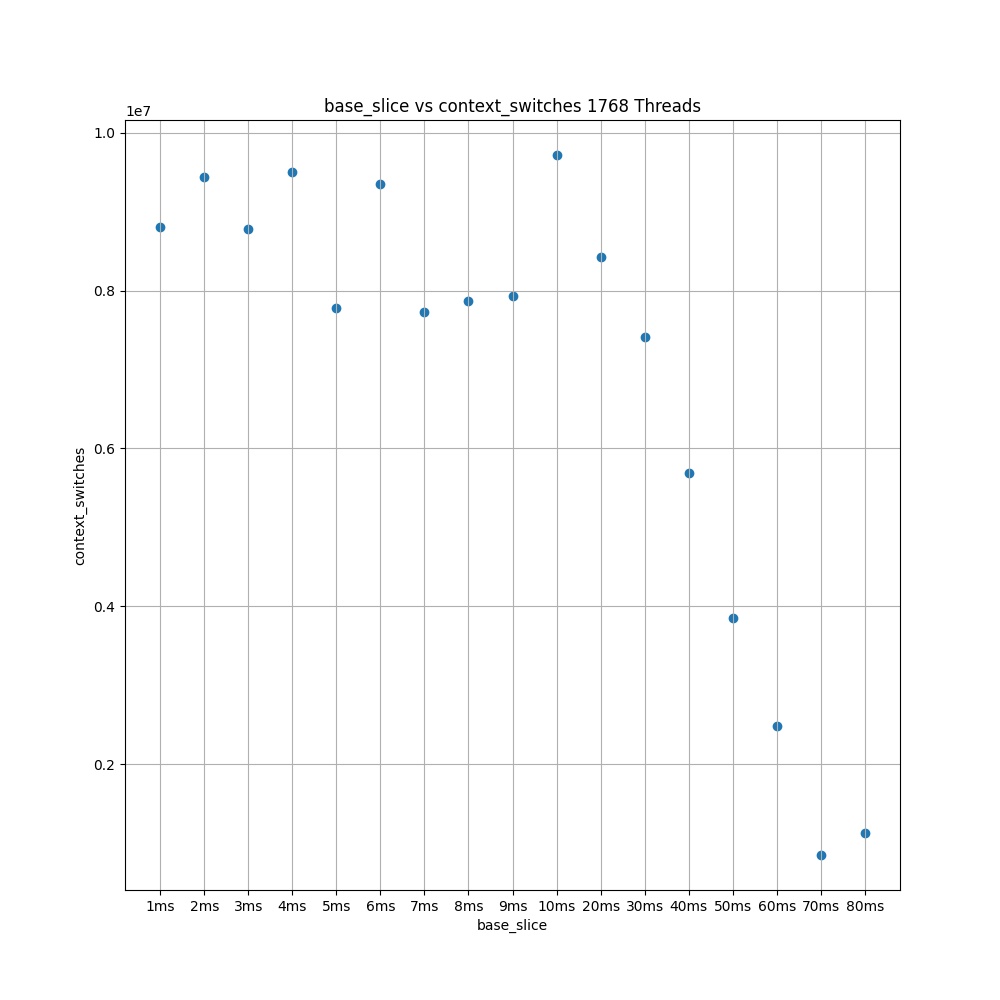 base_slice vs context_switches 1768 Threads
1e7
1.0
0.8
0.6
0.4
0.2
context_switches
1ms 2ms 3ms 4ms 5ms 6ms 7ms 8ms 9ms 10ms 20ms 30ms 40ms 50ms 60ms 70ms 80ms
base_slice